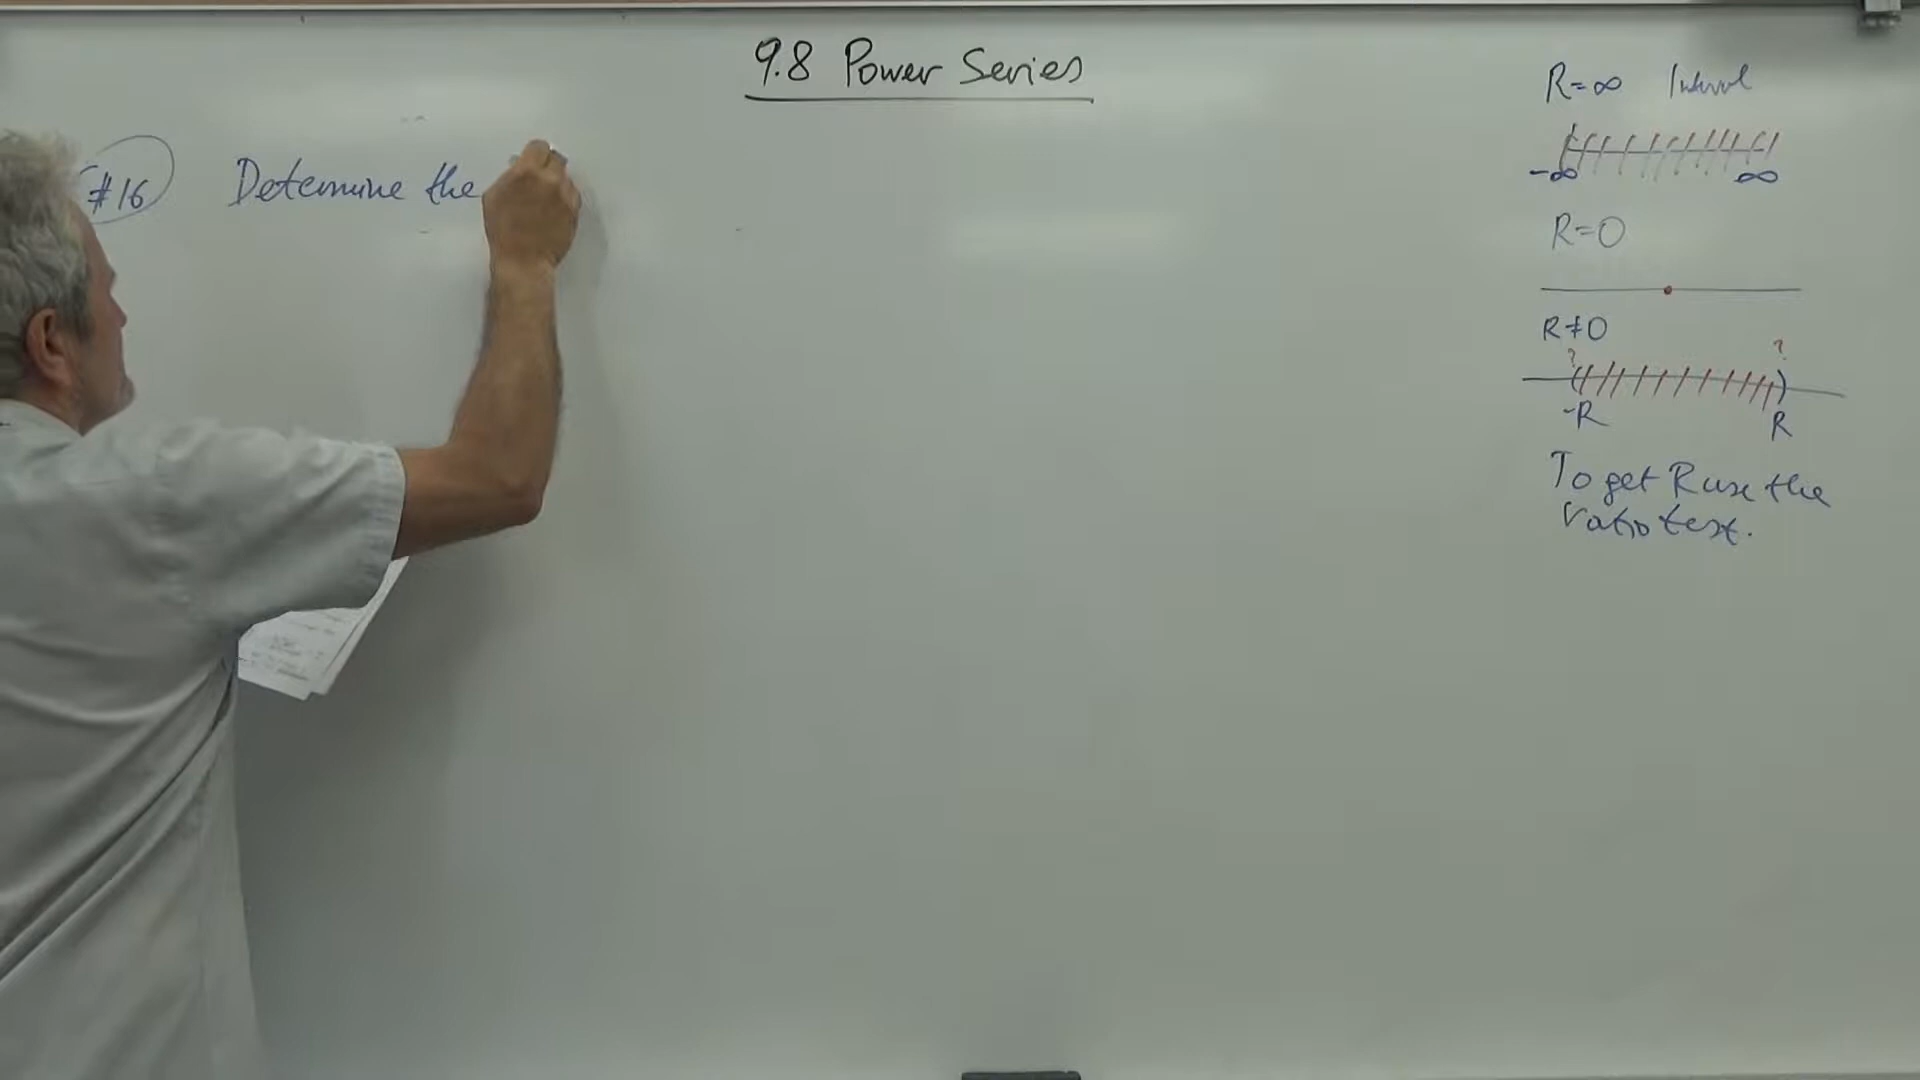 9.8 Power Series
#16 Determine the
R=∞ Interval
-∞ ∞
R=0
R≠0
? ?
-R R
To get R use the
ratio test.